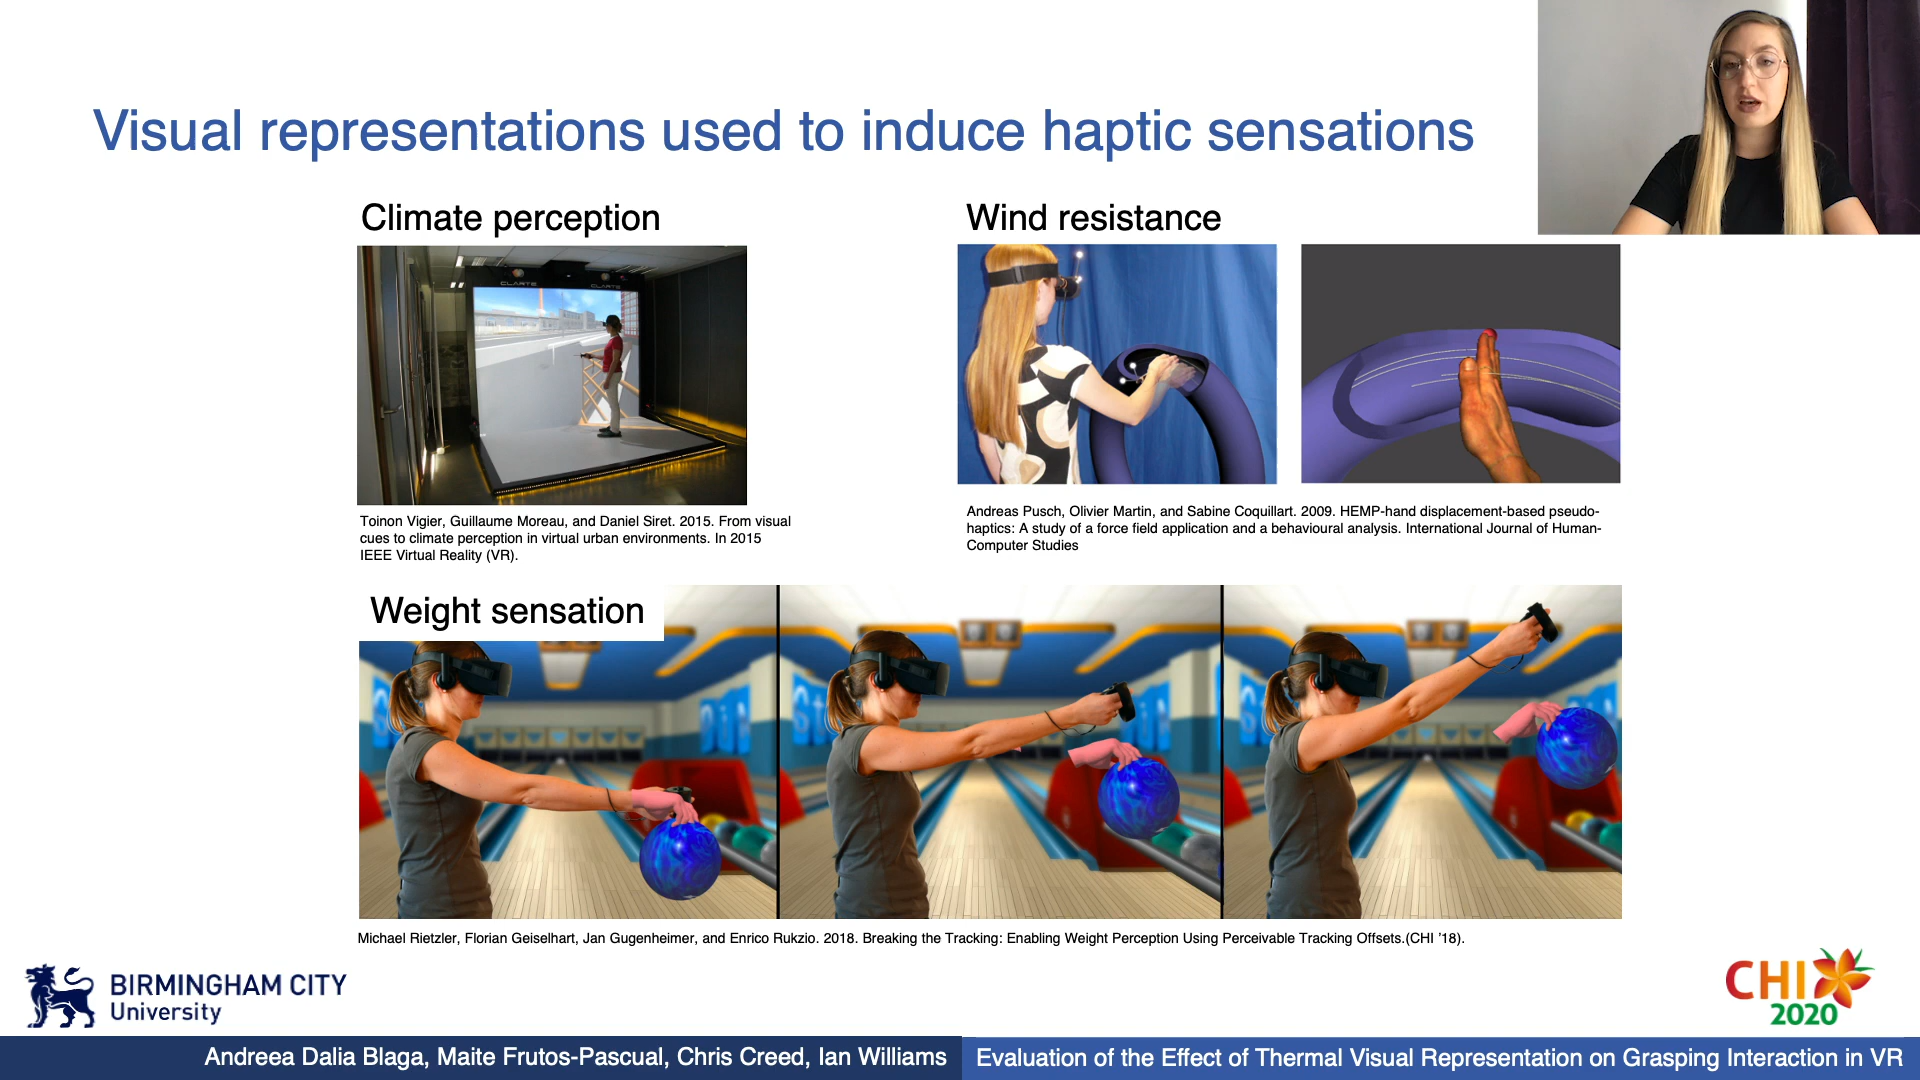 Visual representations used to induce haptic sensations
Climate perception
CLARTE
CLARTE
Toinon Vigier, Guillaume Moreau, and Daniel Siret. 2015. From visual
cues to climate perception in virtual urban environments. In 2015
IEEE Virtual Reality (VR).
Wind resistance
Andreas Pusch, Olivier Martin, and Sabine Coquillart. 2009. HEMP-hand displacement-based pseudo-
haptics: A study of a force field application and a behavioural analysis. International Journal of Human-
Computer Studies
Weight sensation
Michael Rietzler, Florian Geiselhart, Jan Gugenheimer, and Enrico Rukzio. 2018. Breaking the Tracking: Enabling Weight Perception Using Perceivable Tracking Offsets.(CHI ’18).
BIRMINGHAM CITY
University
CHI
2020
Andreea Dalia Blaga, Maite Frutos-Pascual, Chris Creed, Ian Williams
Evaluation of the Effect of Thermal Visual Representation on Grasping Interaction in VR